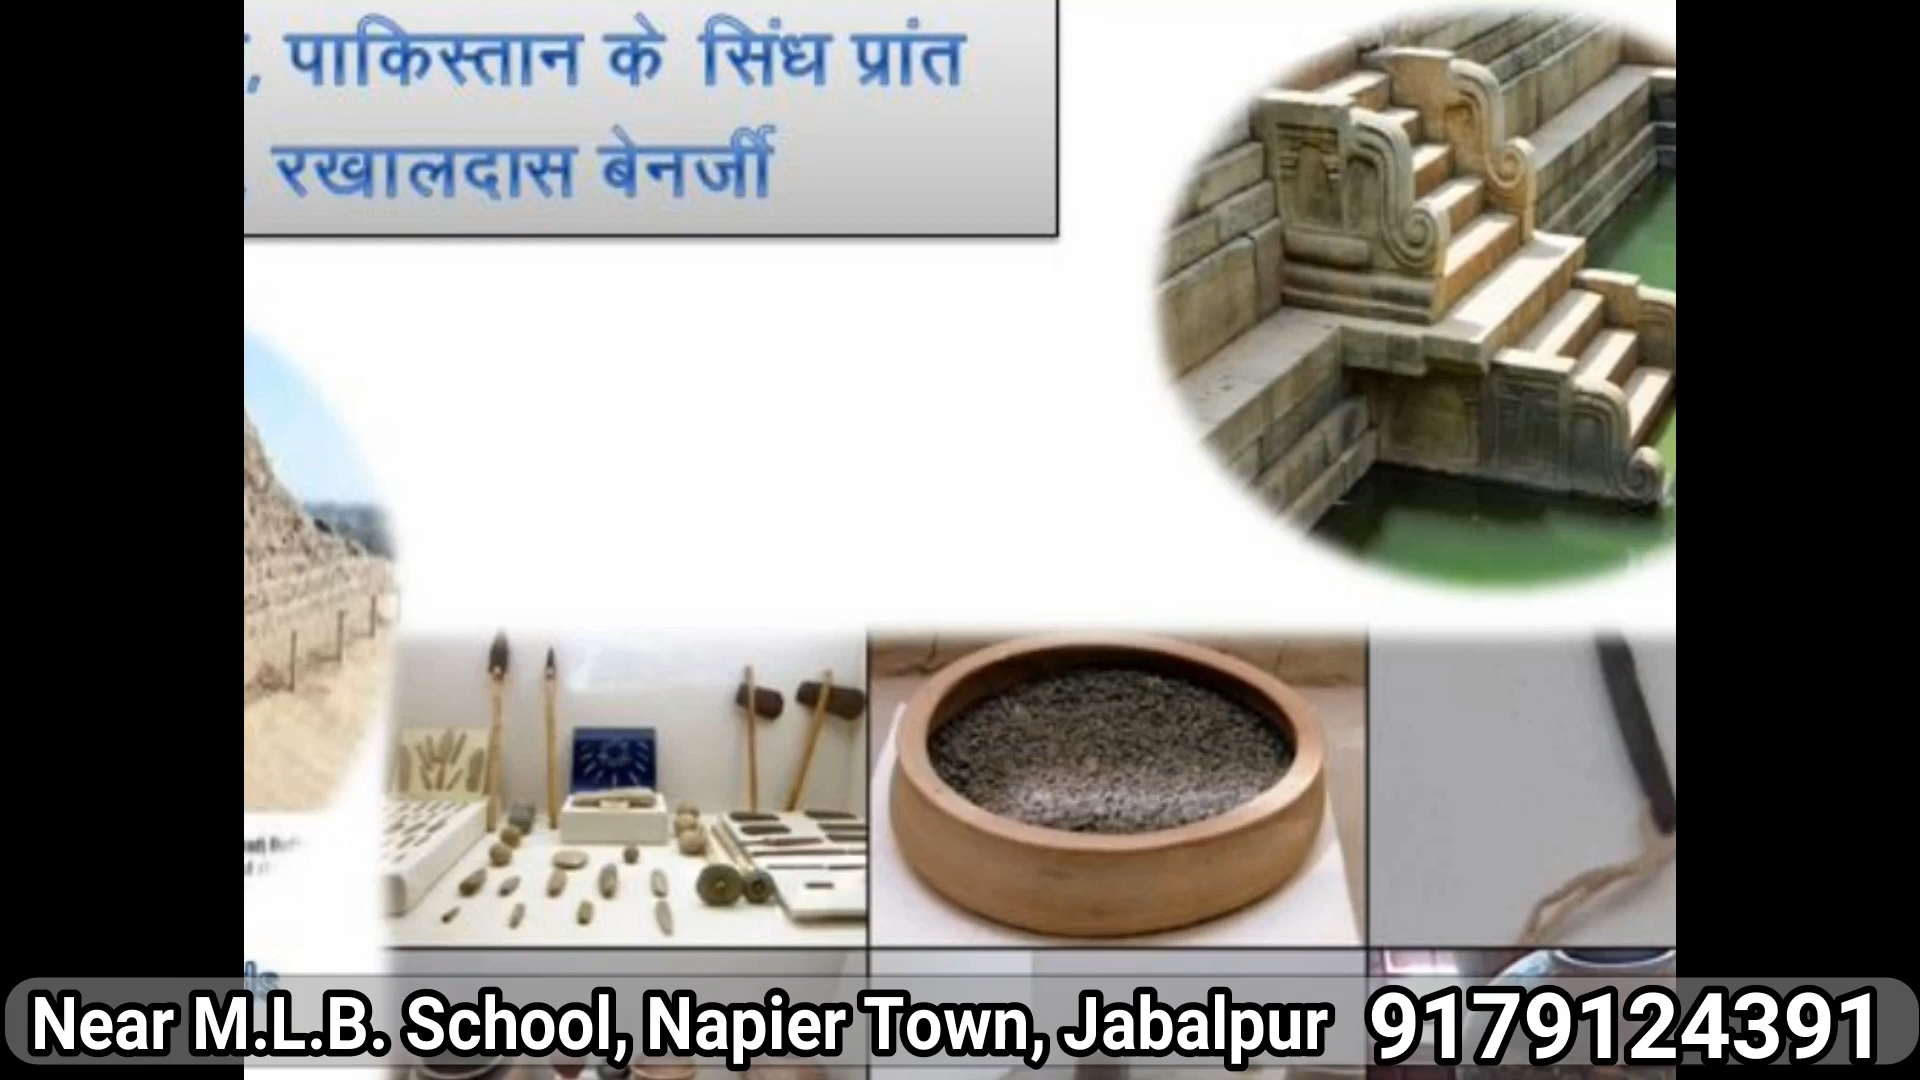 , पाकिस्तान के सिंध प्रांत
रखालदास बेनर्जी
Near M.L.B. School, Napier Town, Jabalpur 9179124391